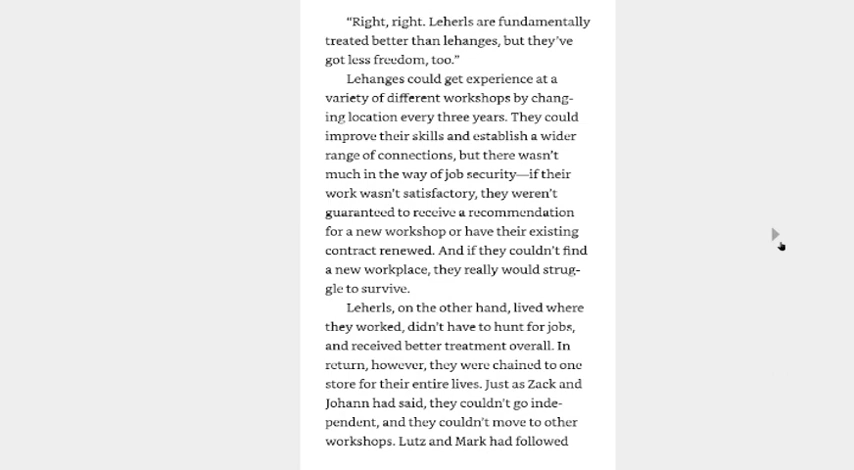 “Right, right. Leherls are fundamentally
treated better than lehanges, but they’ve
got less freedom, too.”
Lehanges could get experience at a
variety of different workshops by chang-
ing location every three years. They could
improve their skills and establish a wider
range of connections, but there wasn’t
much in the way of job security—if their
work wasn’t satisfactory, they weren’t
guaranteed to receive a recommendation
for a new workshop or have their existing
contract renewed. And if they couldn’t find
a new workplace, they really would strug-
gle to survive.
Leherls, on the other hand, lived where
they worked, didn’t have to hunt for jobs,
and received better treatment overall. In
return, however, they were chained to one
store for their entire lives. Just as Zack and
Johann had said, they couldn’t go inde-
pendent, and they couldn’t move to other
workshops. Lutz and Mark had followed